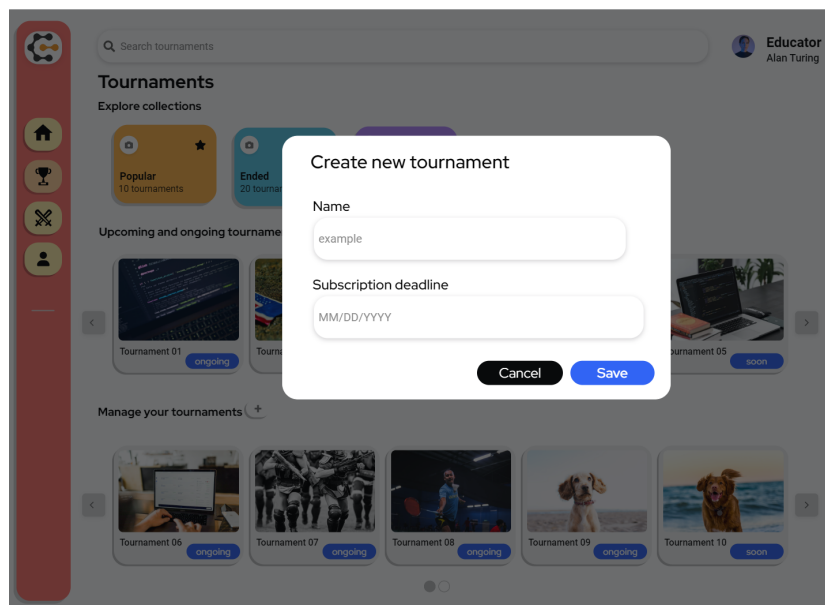 Search tournaments
Educator
Alan Turing
Tournaments
Explore collections
Popular
10 tournaments
Ended
20
Create new tournament
Name
example
Subscription deadline
MM/DD/YYYY
Cancel
Save
Upcoming and ongoing
Tournament 01
ongoing
05
soon
Manage your tournaments +
Tournament 06
ongoing
Tournament 07
ongoing
Tournament 08
ongoing
Tournament 09
ongoing
Tournament 10
soon